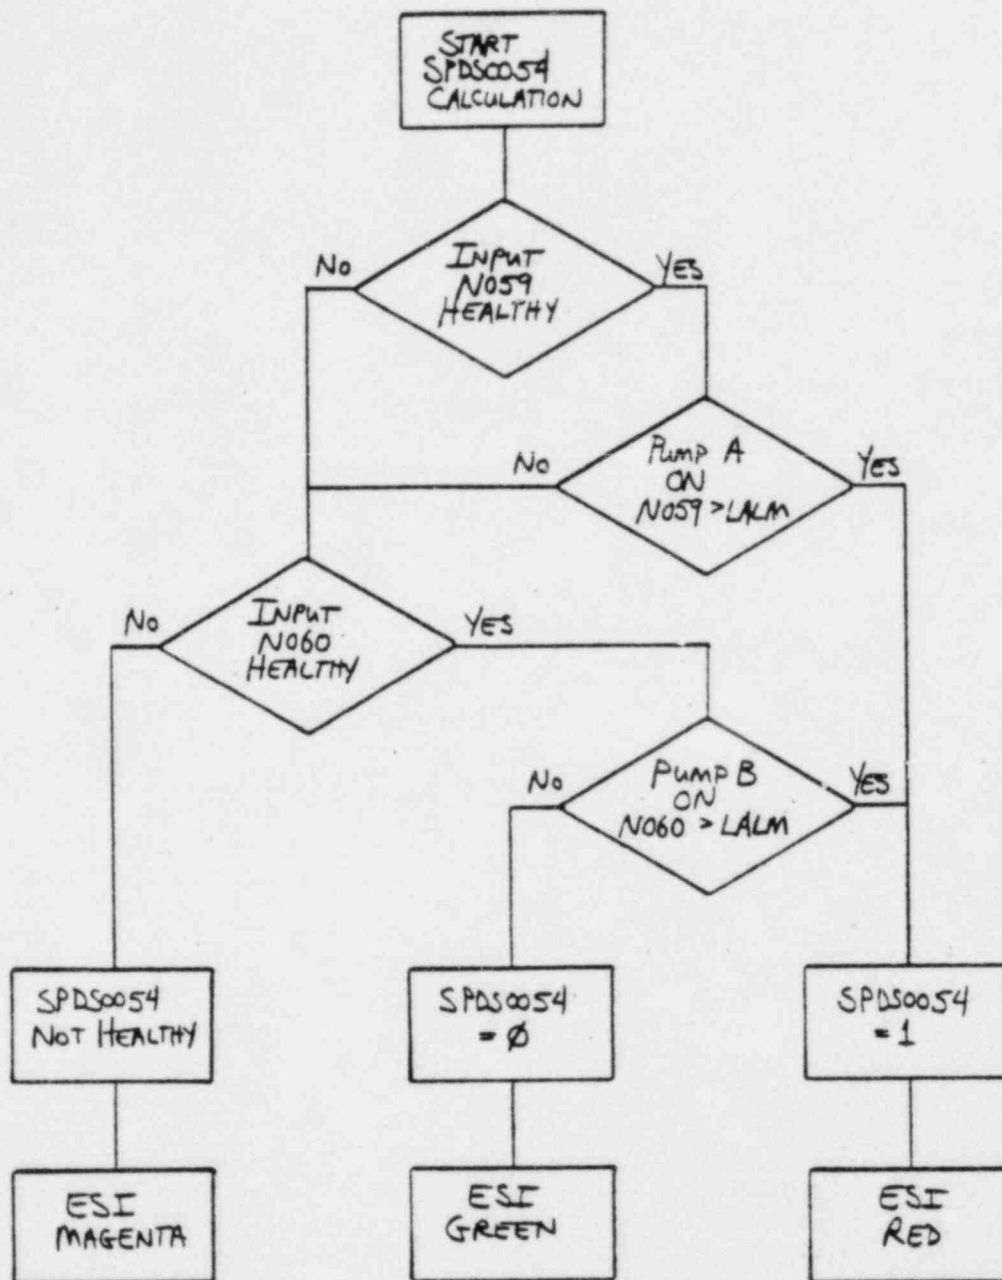 START
SPDS0054
CALCULATION
No
INPUT
N059
HEALTHY
YES
No
PUMP A
ON
N059 > LALM
YES
No
INPUT
N060
HEALTHY
YES
No
PUMP B
ON
N060 > LALM
YES
SPDS0054
NOT HEALTHY
SPDS0054
= Ø
SPDS0054
= 1
ESI
MAGENTA
ESI
GREEN
ESI
RED